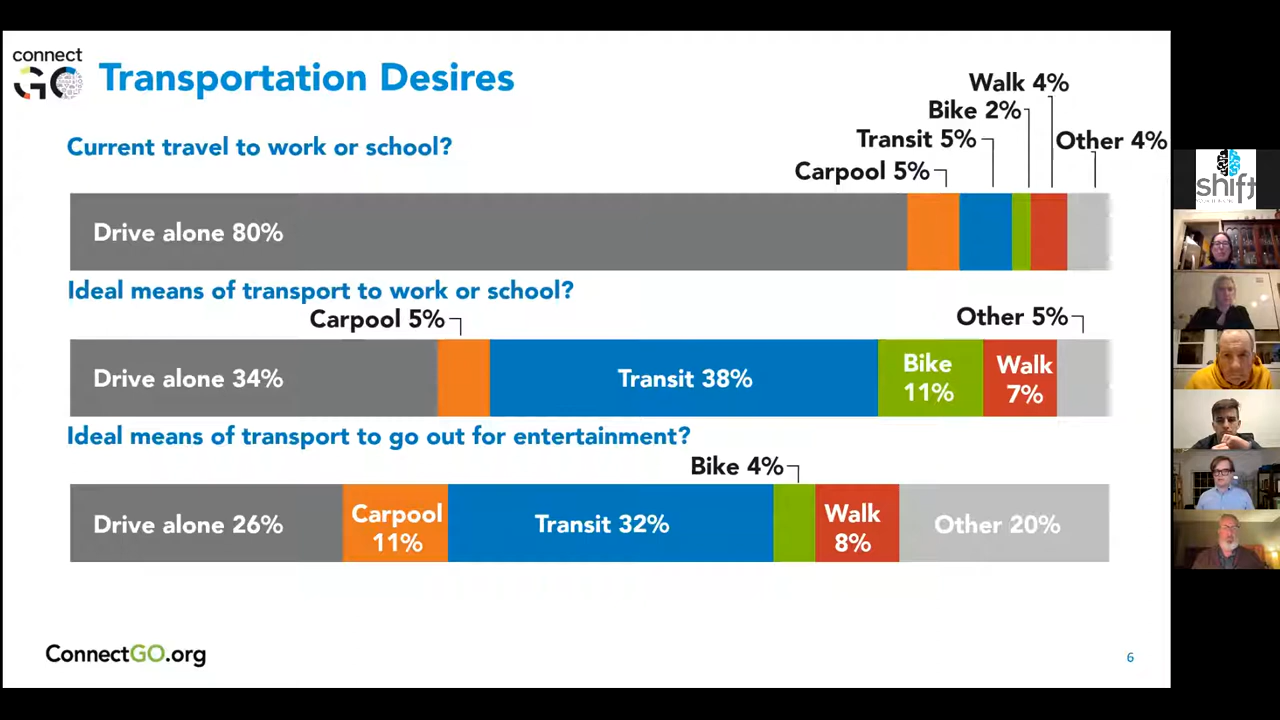 connect
GO
Transportation Desires
Walk 4%
Bike 2%
Current travel to work or school?
Transit 5%
Other 4%
Carpool 5%
Drive alone 80%
Ideal means of transport to work or school?
Carpool 5%
Other 5%
Drive alone 34%
Transit 38%
Bike
11%
Walk
7%
Ideal means of transport to go out for entertainment?
Bike 4%
Drive alone 26%
Carpool
11%
Transit 32%
Walk
8%
Other 20%
ConnectGO.org
6
shift